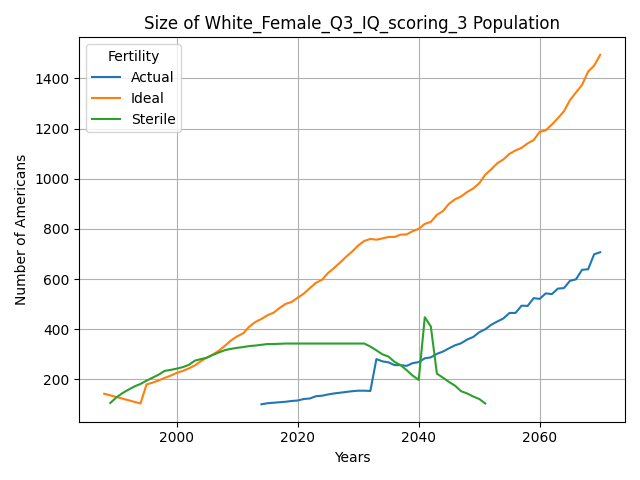 Size of White_Female_Q3_IQ_scoring_3 Population
Fertility
Actual
Ideal
Sterile
1400
1200
1000
800
600
400
200
Number of Americans
2000
2020
2040
2060
Years